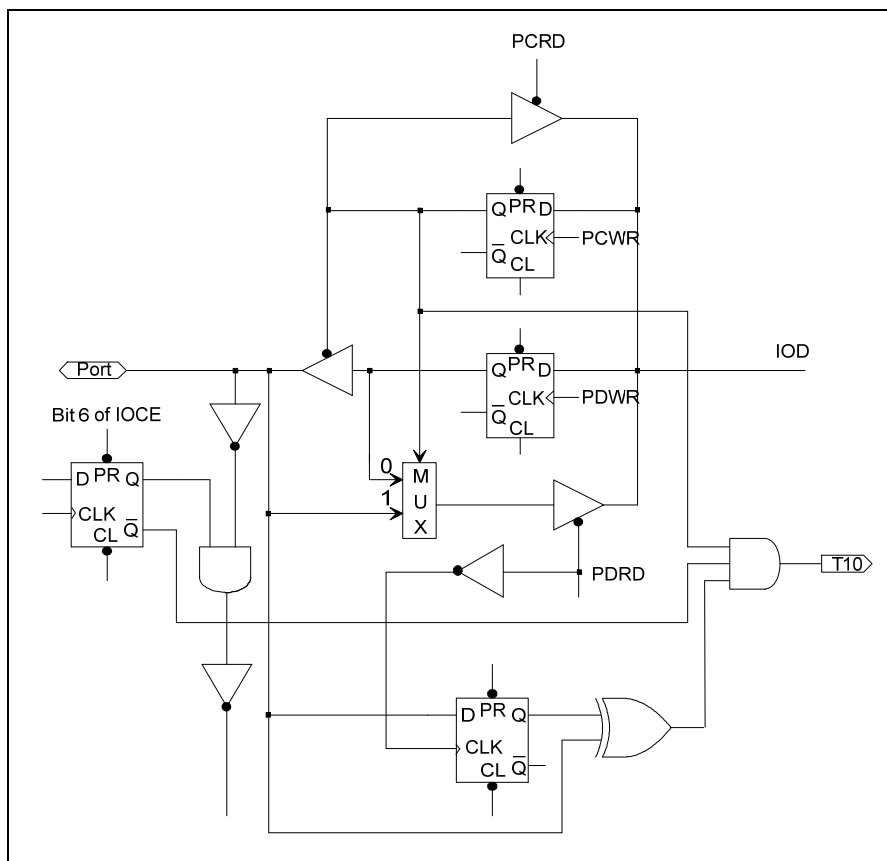 PCRD
Q PR D
CLK
PCWR
Q
CL
IOD
Port
Q PR D
CLK
PDWR
Q
CL
Bit 6 of IOCE
D PR Q
CLK
CL Q
0
1
M
U
X
PDRD
T10
D PR Q
CLK
CL Q